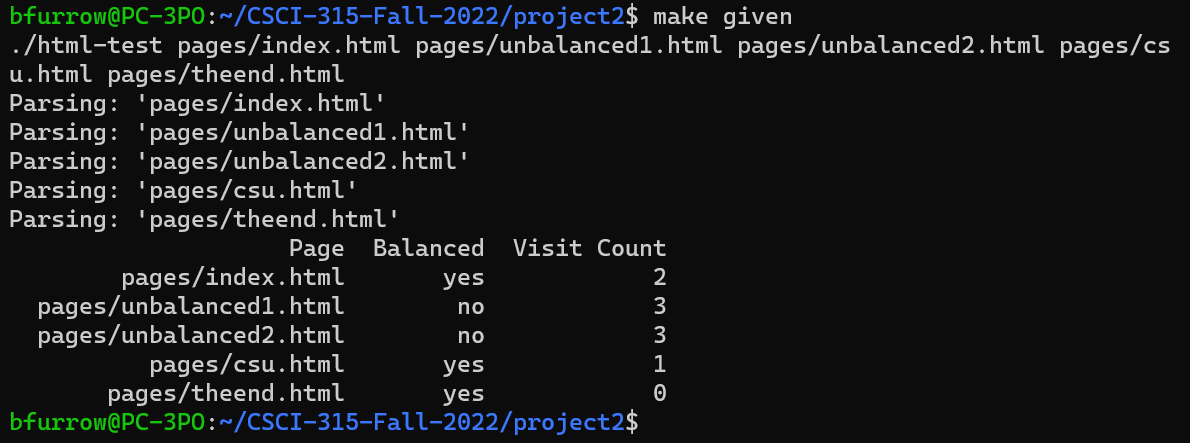 bfurrow@PC-3PO:~/CSCI-315-Fall-2022/project2$ make given
./html-test pages/index.html pages/unbalanced1.html pages/unbalanced2.html pages/cs
u.html pages/theend.html
Parsing: 'pages/index.html'
Parsing: 'pages/unbalanced1.html'
Parsing: 'pages/unbalanced2.html'
Parsing: 'pages/csu.html'
Parsing: 'pages/theend.html'
                    Page  Balanced  Visit Count
        pages/index.html       yes            2
  pages/unbalanced1.html        no            3
  pages/unbalanced2.html        no            3
          pages/csu.html       yes            1
       pages/theend.html       yes            0
bfurrow@PC-3PO:~/CSCI-315-Fall-2022/project2$